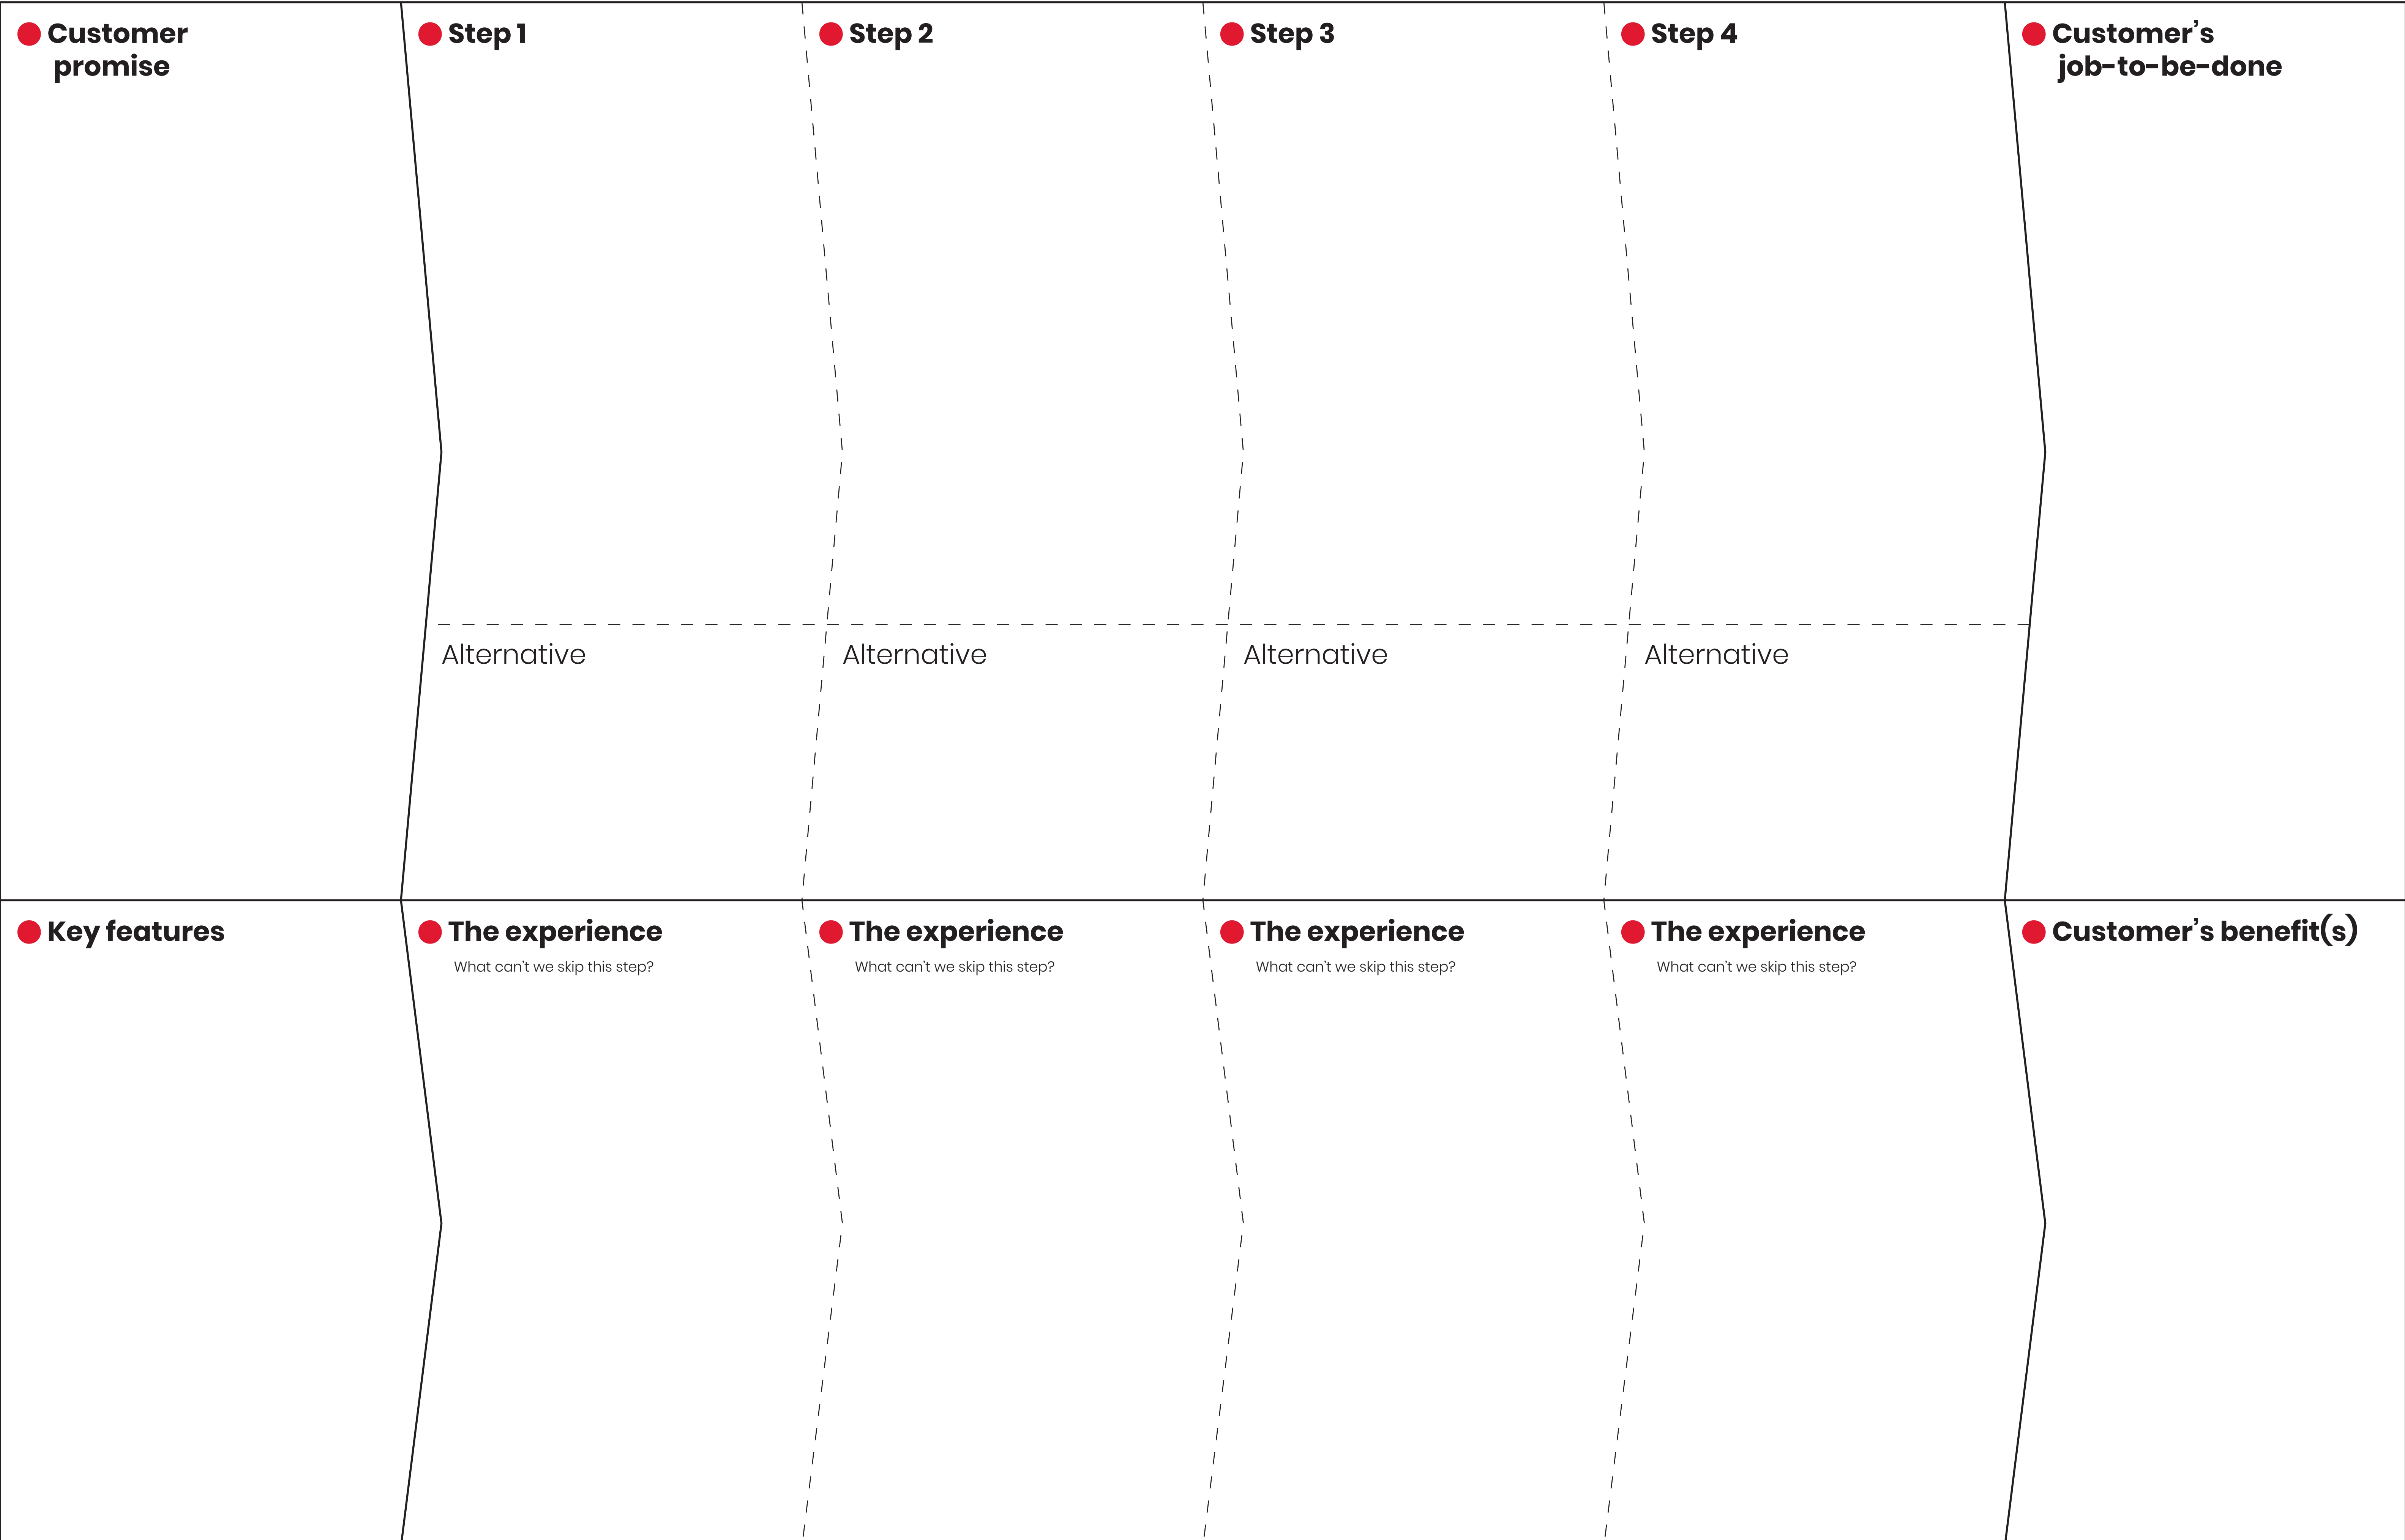 Customer
promise
Step 1
Step 2
Step 3
Step 4
Customer’s
job-to-be-done
Alternative
Alternative
Alternative
Alternative
Key features
The experience
What can't we skip this step?
The experience
What can't we skip this step?
The experience
What can't we skip this step?
The experience
What can't we skip this step?
Customer’s benefit(s)